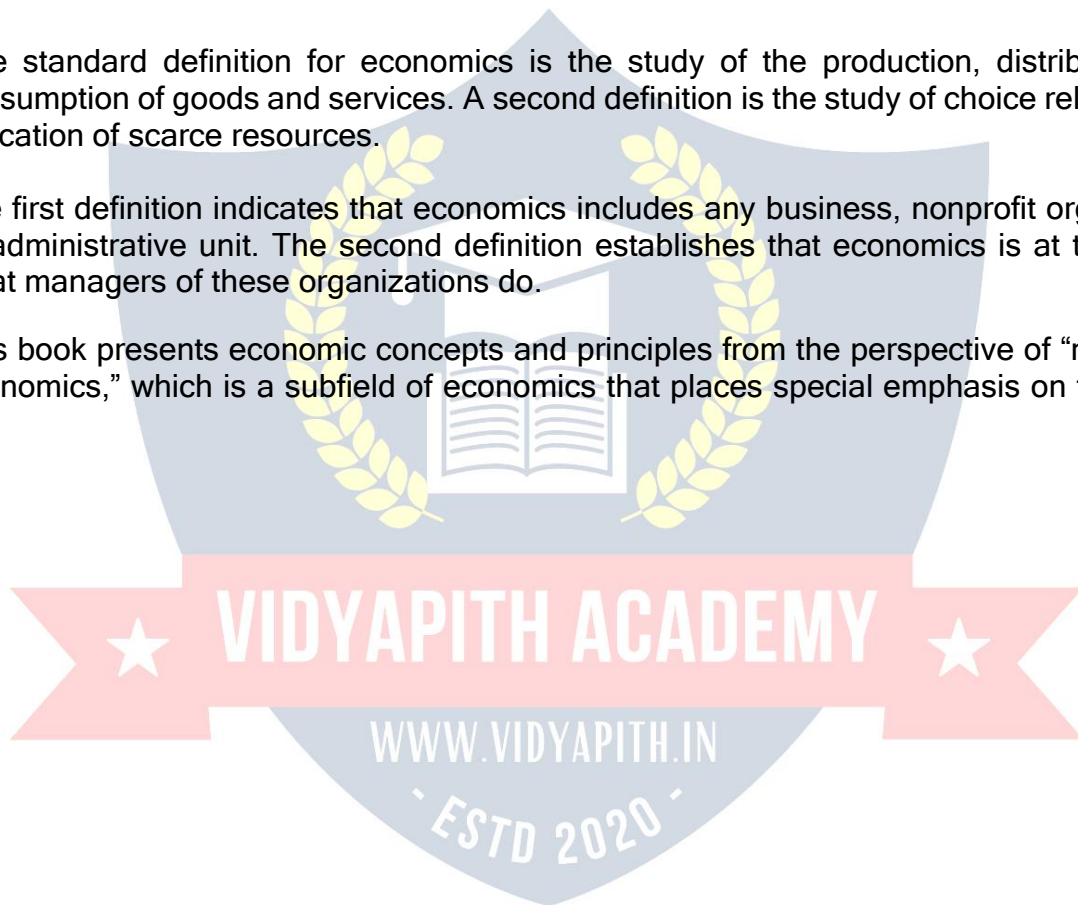 e standard definition for economics is the study of the production, distrib
sumption of goods and services. A second definition is the study of choice rel
cation of scarce resources.
e first definition indicates that economics includes any business, nonprofit or
administrative unit. The second definition establishes that economics is at t
at managers of these organizations do.
s book presents economic concepts and principles from the perspective of “
nomics,” which is a subfield of economics that places special emphasis on
VIDYAPITH ACADEMY
WWW.VIDYAPITH.IN
- ESTD 2020 -